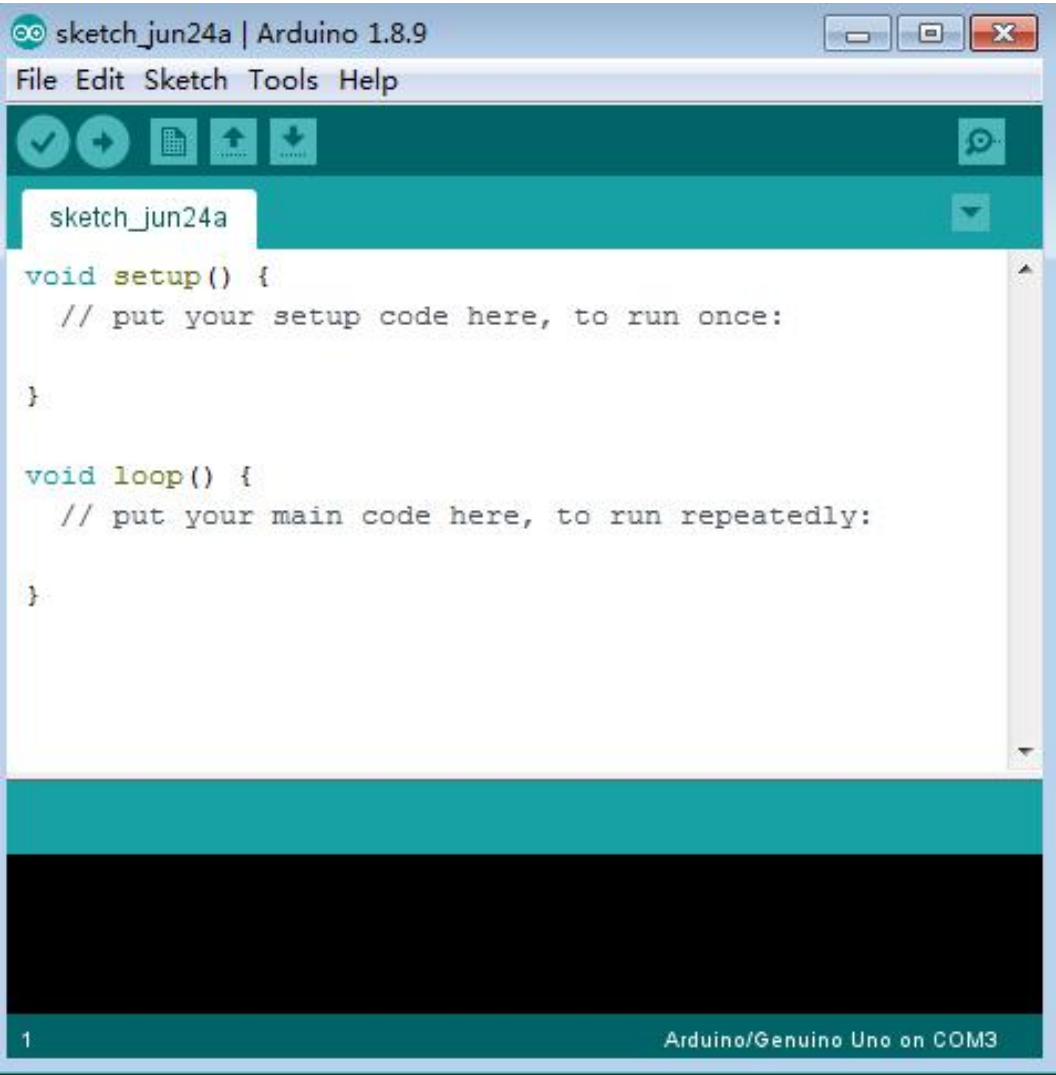 sketch_jun24a | Arduino 1.8.9
File Edit Sketch Tools Help
sketch_jun24a
void setup() {
  // put your setup code here, to run once:
}
void loop() {
  // put your main code here, to run repeatedly:
}
1 Arduino/Genuino Uno on COM3